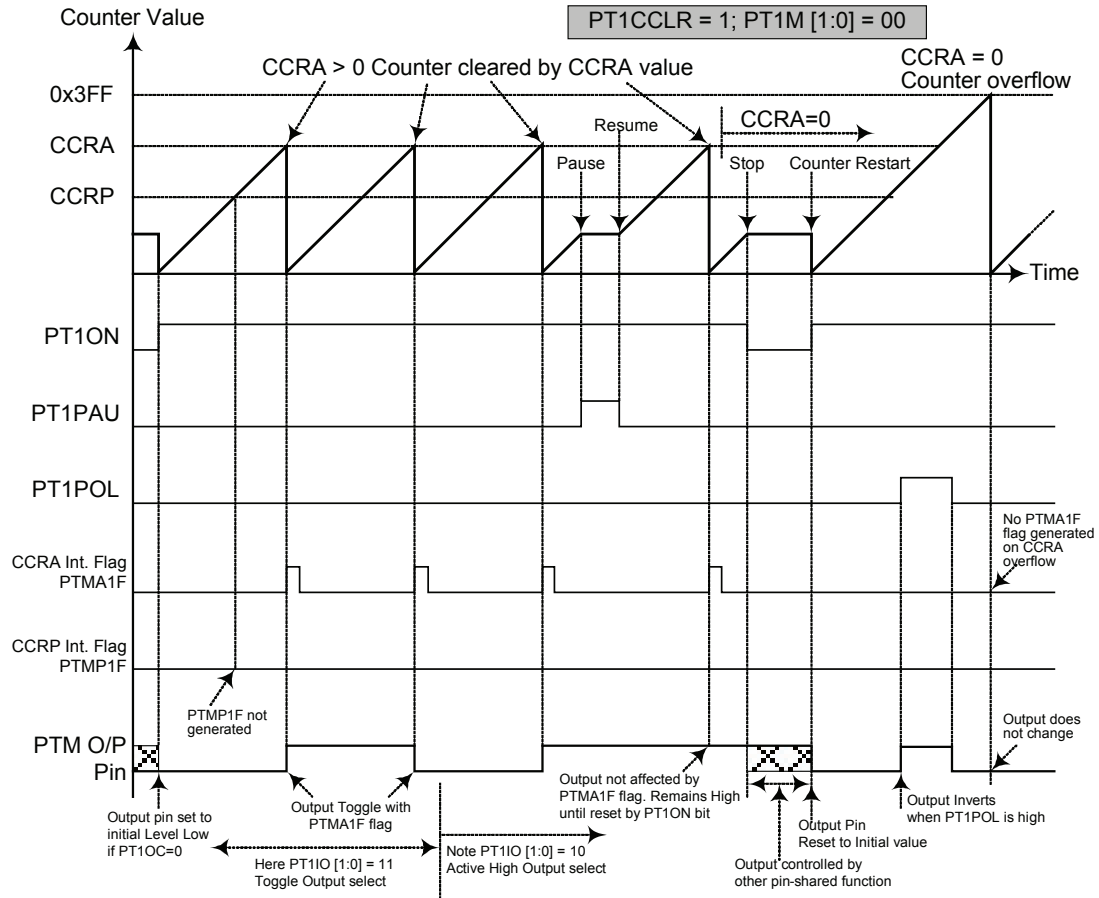 Counter Value
PT1CCLR = 1; PT1M [1:0] = 00
CCRA > 0 Counter cleared by CCRA value
CCRA = 0
Counter overflow
0x3FF
CCRA
CCRP
Resume
CCRA=0
Pause
Stop
Counter Restart
Time
PT1ON
PT1PAU
PT1POL
No PTMA1F
flag generated
on CCRA
overflow
CCRA Int. Flag
PTMA1F
CCRP Int. Flag
PTMP1F
PTMP1F not
generated
PTM O/P
Pin
Output does
not change
Output pin set to
initial Level Low
if PT1OC=0
Output Toggle with
PTMA1F flag
Output not affected by
PTMA1F flag. Remains High
until reset by PT1ON bit
Output Inverts
when PT1POL is high
Output Pin
Reset to Initial value
Here PT1IO [1:0] = 11
Toggle Output select
Note PT1IO [1:0] = 10
Active High Output select
Output controlled by
other pin-shared function